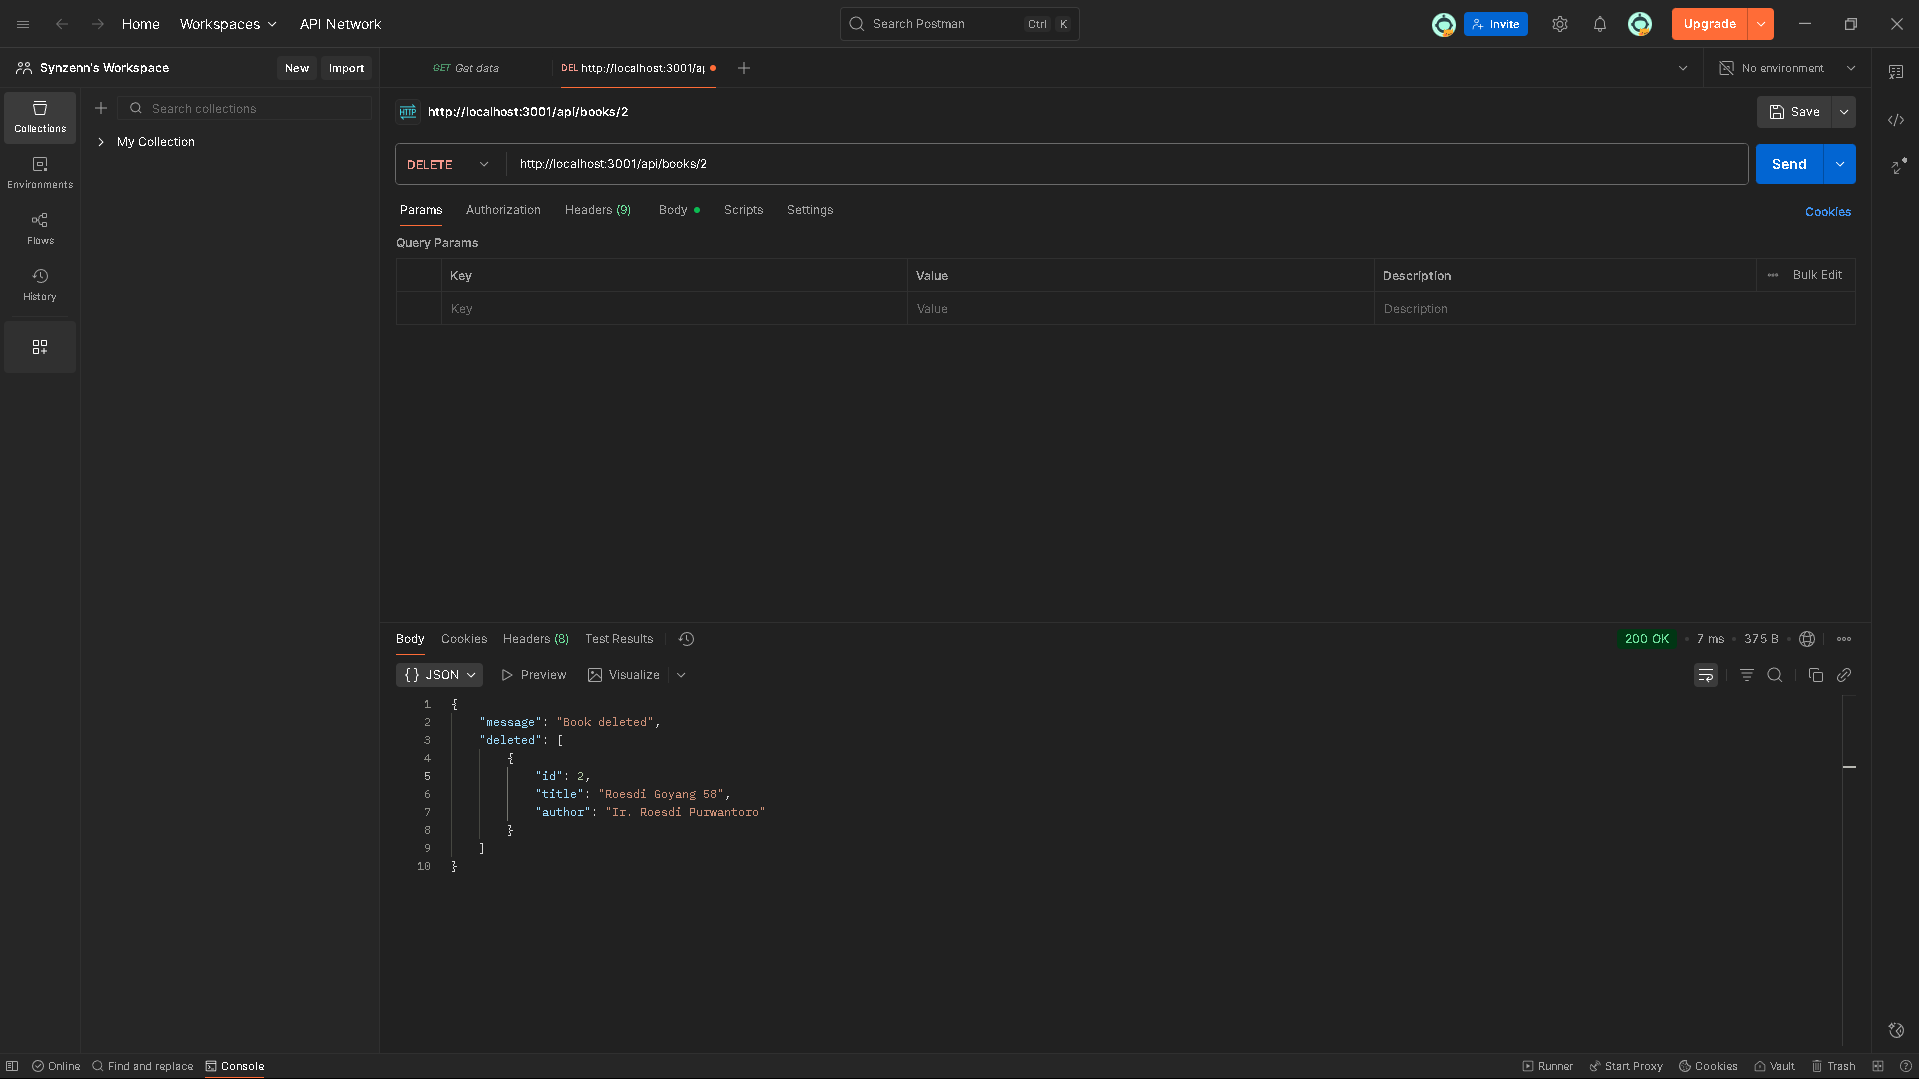 Home Workspaces API Network Search Postman Ctrl K Invite Upgrade
Synzenn's Workspace New Import GET Get data DEL http://localhost:3001/ap No environment
Collections
Search collections
My Collection
Environments
Flows
History
HTTP http://localhost:3001/api/books/2 Save
DELETE http://localhost:3001/api/books/2 Send
Params Authorization Headers (9) Body Scripts Settings Cookies
Query Params
Key Value Description Bulk Edit
Key Value Description
Body Cookies Headers (8) Test Results 200 OK 7 ms 375 B
{} JSON Preview Visualize
1 {
2 "message": "Book deleted",
3 "deleted": [
4 {
5 "id": 2,
6 "title": "Roesdi Goyang 58",
7 "author": "Ir. Roesdi Purwantoro"
8 }
9 ]
10 }
Online Find and replace Console Runner Start Proxy Cookies Vault Trash